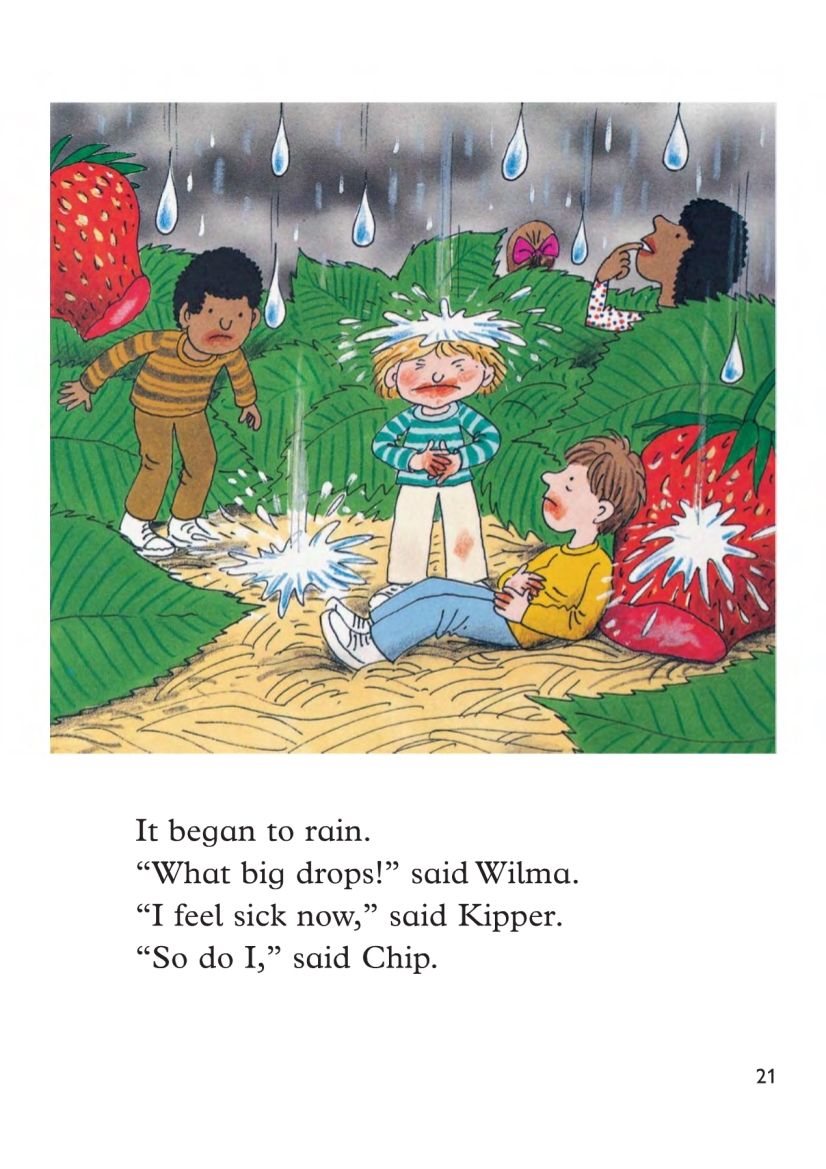 It began to rain.
“What big drops!” said Wilma.
“I feel sick now,” said Kipper.
“So do I,” said Chip.
21